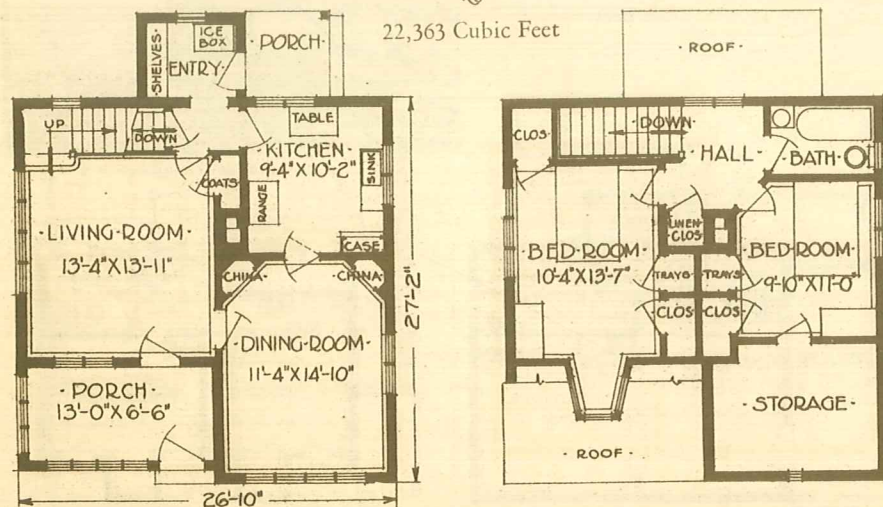 22,363 Cubic Feet
SHELVES
ICE
BOX
ENTRY
PORCH
UP
DOWN
TABLE
KITCHEN
9'-4"X10'-2"
SINK
COATS
RANGE
CASE
LIVING-ROOM
13'-4"X13'-11"
CHINA
CHINA
DINING-ROOM
11'-4"X14'-10"
PORCH
13'-0"X6'-6"
27'-2"
26'-10"
ROOF
CLOS
DOWN
HALL
BATH
LINEN
CLOS
BED-ROOM
10'-4"X13'-7"
TRAYS
TRAYS
BED-ROOM
9'-10"X11'-0"
CLOS
CLOS
STORAGE
ROOF